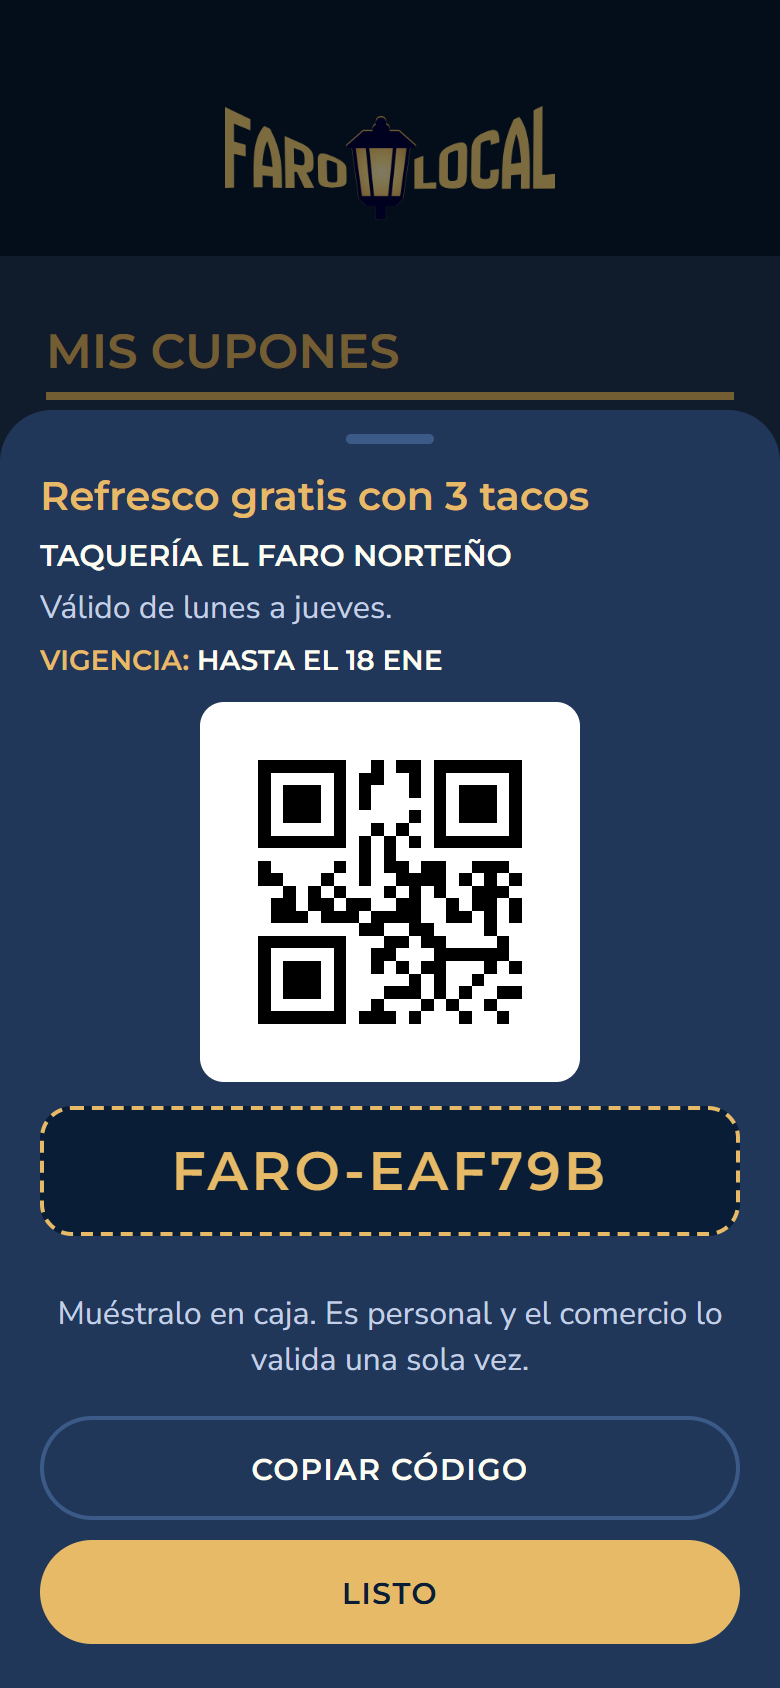 FARO LOCAL
MIS CUPONES
Refresco gratis con 3 tacos
TAQUERÍA EL FARO NORTEÑO
Válido de lunes a jueves.
VIGENCIA: HASTA EL 18 ENE
FARO-EAF79B
Muéstralo en caja. Es personal y el comercio lo
valida una sola vez.
COPIAR CÓDIGO
LISTO